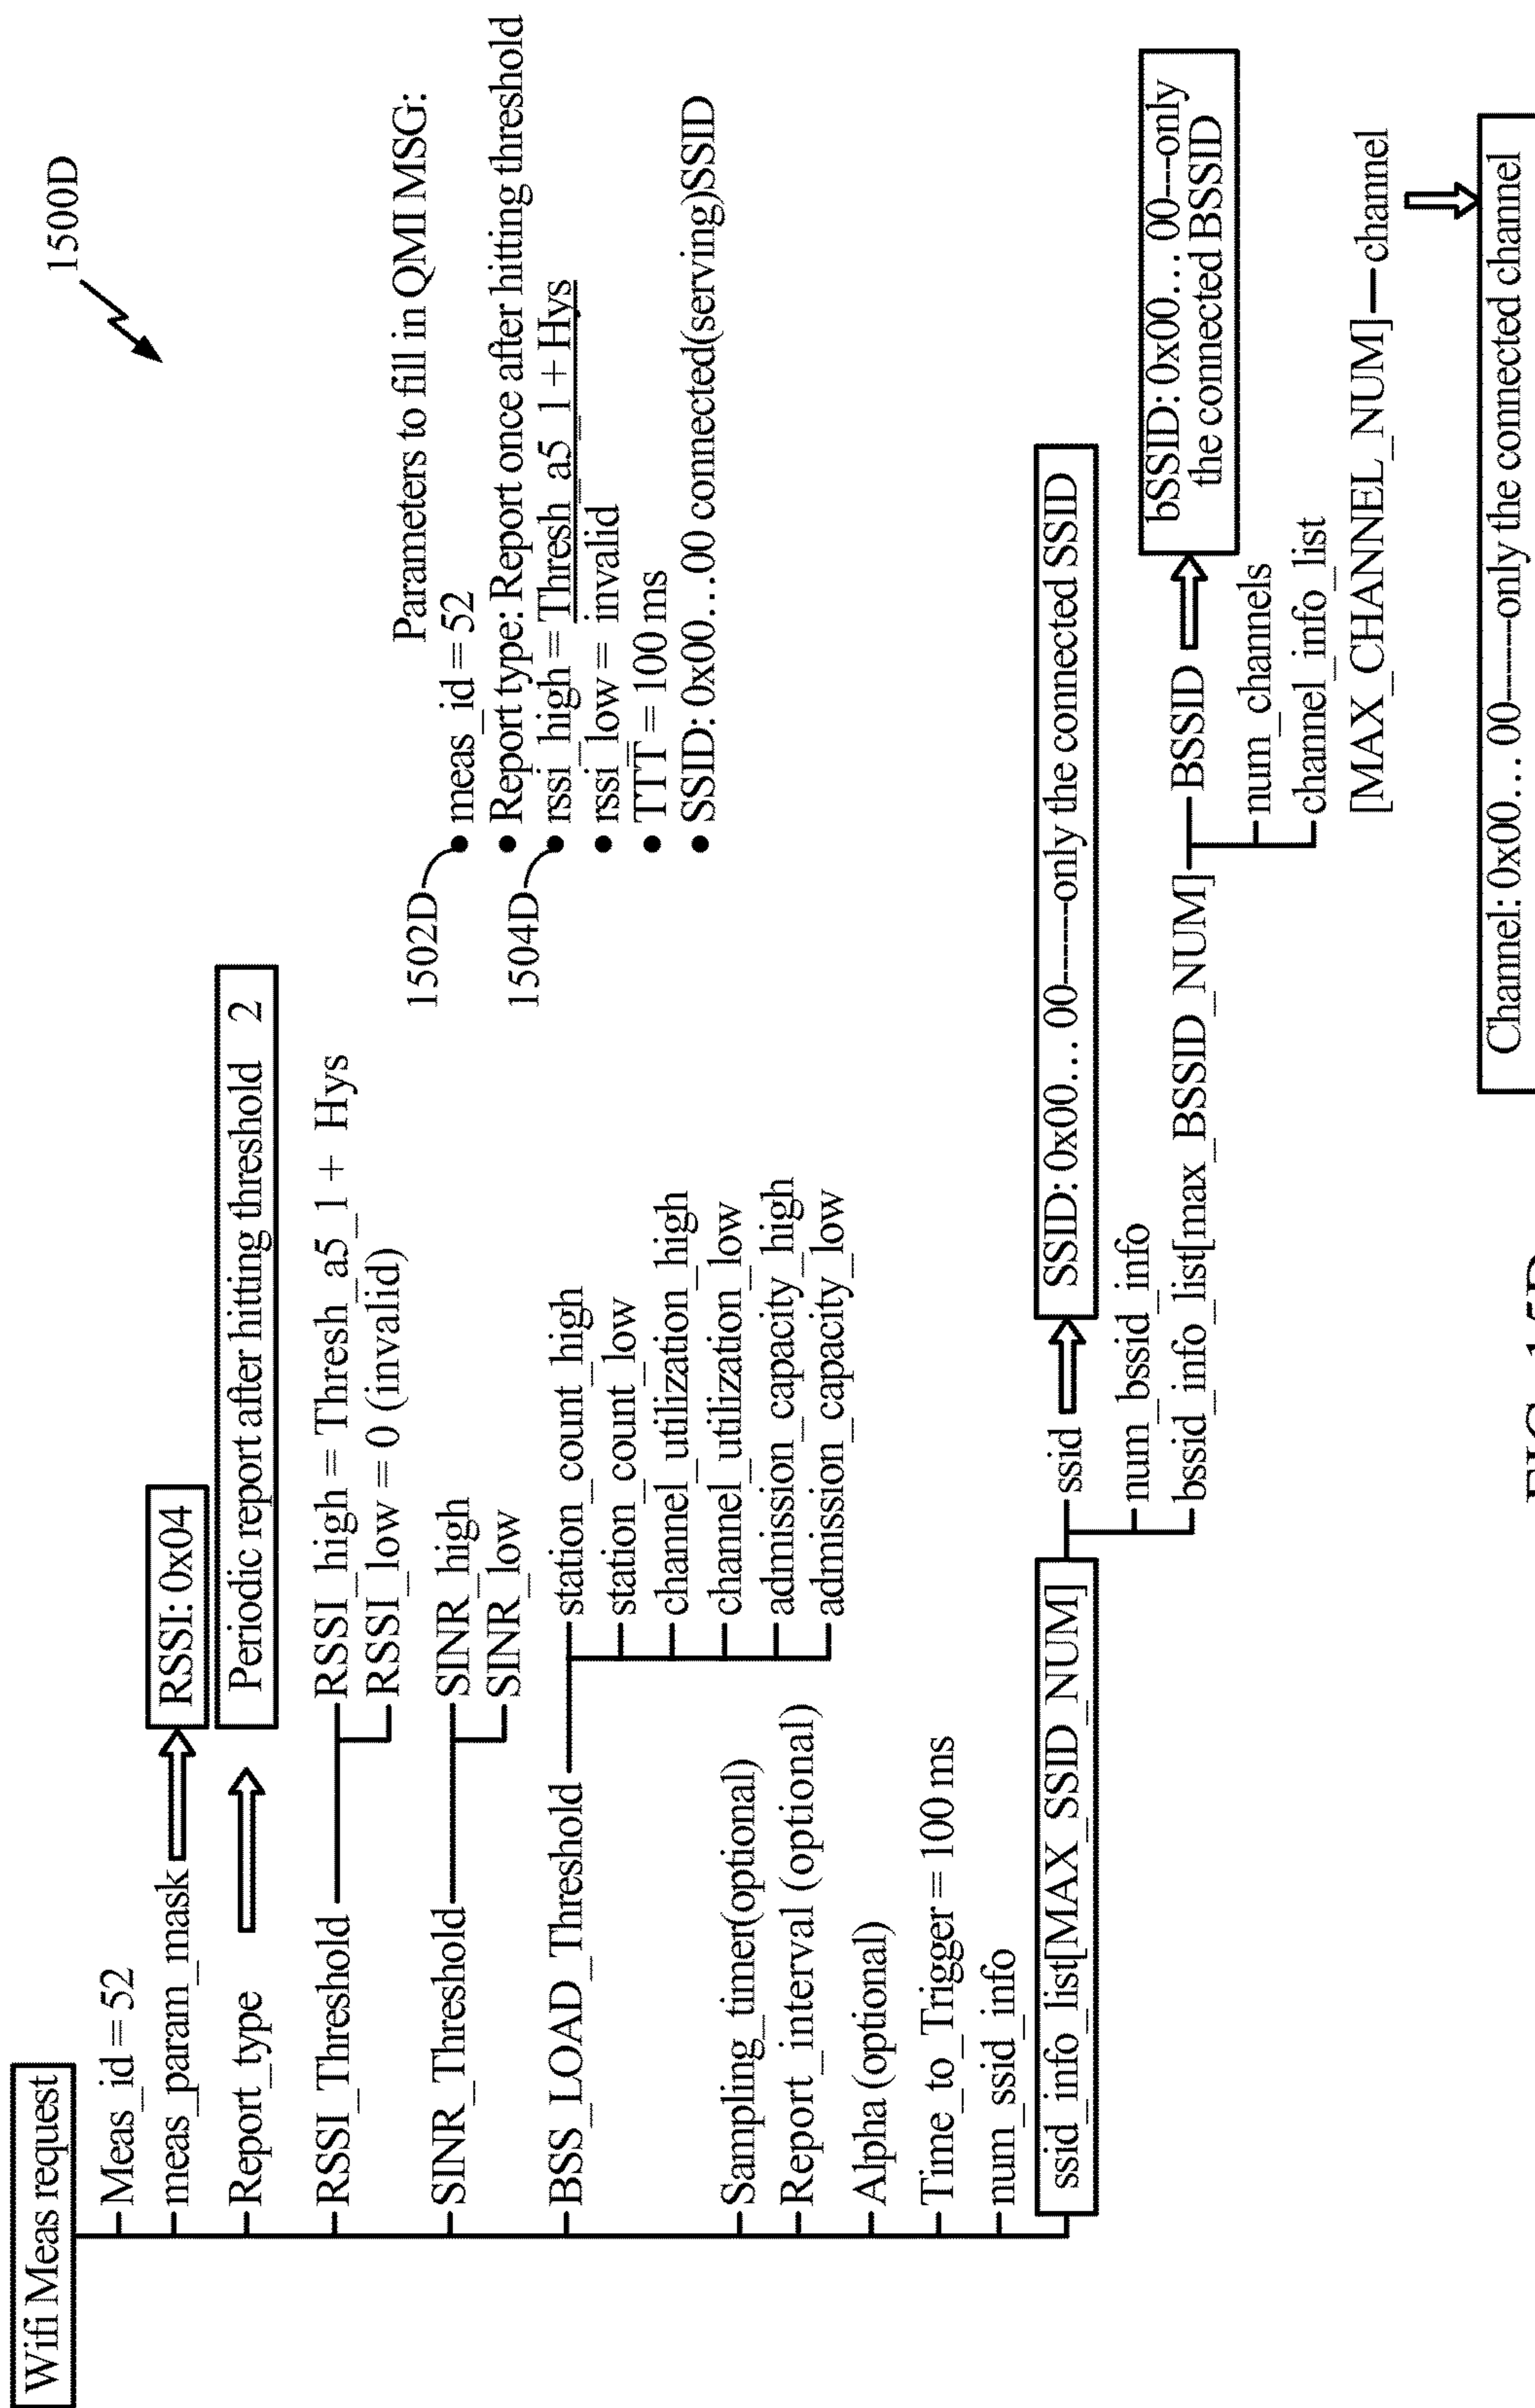 1500D
Wifi Meas request
Meas_id = 52
meas_param_mask
RSSI: 0x04
Report_type
Periodic report after hitting threshold 2
RSSI_Threshold
RSSI_high = Thresh_a5_1 + Hys
RSSI_low = 0 (invalid)
SINR_Threshold
SINR_high
SINR_low
BSS_LOAD_Threshold
station_count_high
station_count_low
channel_utilization_high
channel_utilization_low
admission_capacity_high
admission_capacity_low
Sampling_timer(optional)
Report_interval (optional)
Alpha (optional)
Time_to_Trigger = 100 ms
num_ssid_info
ssid_info_list[MAX_SSID_NUM]
Parameters to fill in QMI MSG:
1502D
• meas_id = 52
• Report type: Report once after hiting threshold
1504D
• rssi_high = Thresh_a5_1 + Hys
• rssi_low = invalid
• TTT = 100 ms
• SSID: 0x00…00 connected(serving)SSID
ssid
SSID: 0x00… 00-------only the connected SSID
num_bssid_info
bssid_info_list[max_BSSID_NUM]
BSSID
bSSID: 0x00… 00---only
the connected BSSID
num_channels
channel_info_list
[MAX_CHANNEL_NUM]
channel
Channel: 0x00… 00-------only the connected channel